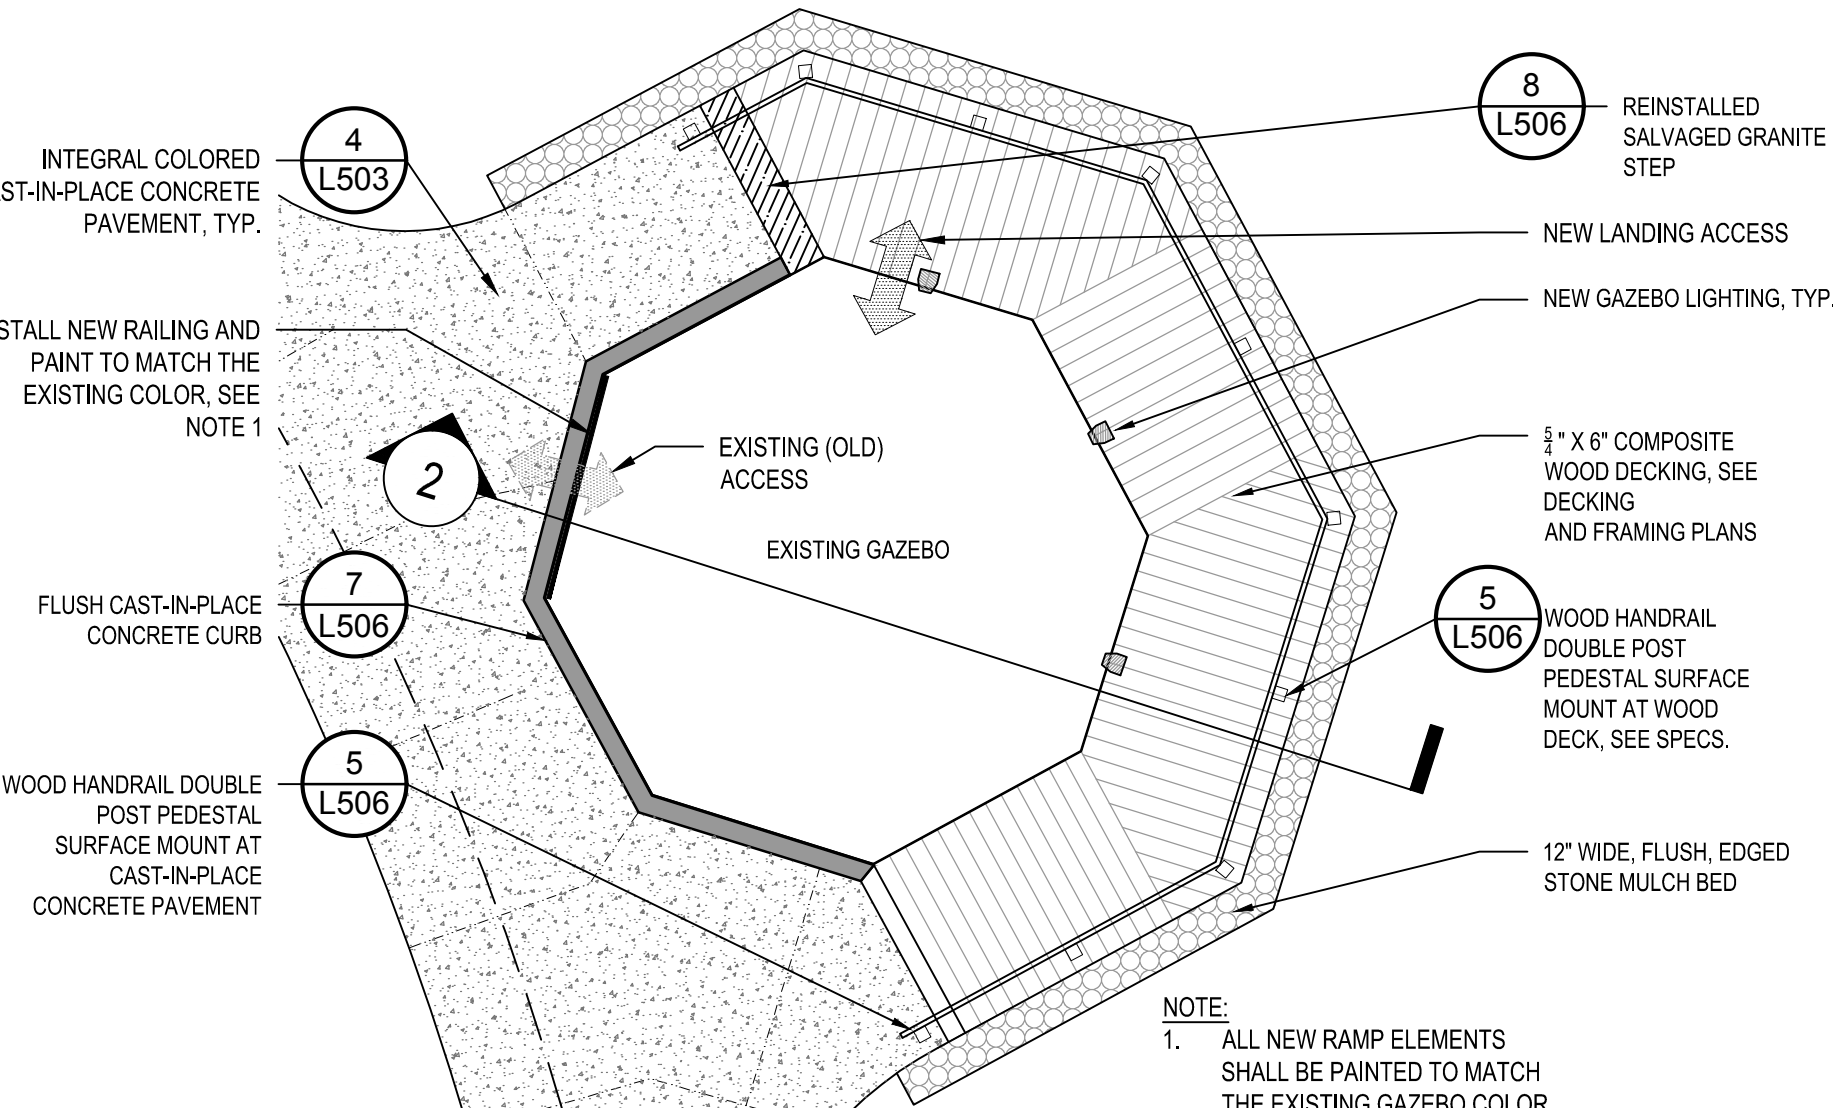 4
L503
INTEGRAL COLORED
CONCRETE
PAVEMENT, TYP.
NEW RAILING AND
PAINT TO MATCH THE
EXISTING COLOR, SEE
NOTE 1
2
7
L506
FLUSH CAST-IN-PLACE
CONCRETE CURB
5
L506
WOOD HANDRAIL DOUBLE
POST PEDESTAL
SURFACE MOUNT AT
CAST-IN-PLACE
CONCRETE PAVEMENT
EXISTING (OLD)
ACCESS
EXISTING GAZEBO
8
L506
REINSTALLED
SALVAGED GRANITE
STEP
NEW LANDING ACCESS
NEW GAZEBO LIGHTING, TYP.
5/4" X 6" COMPOSITE
WOOD DECKING, SEE
DECKING
AND FRAMING PLANS
5
L506
WOOD HANDRAIL
DOUBLE POST
PEDESTAL SURFACE
MOUNT AT WOOD
DECK, SEE SPECS.
12" WIDE, FLUSH, EDGED
STONE MULCH BED
NOTE:
1. ALL NEW RAMP ELEMENTS
SHALL BE PAINTED TO MATCH
THE EXISTING GAZEBO COLOR